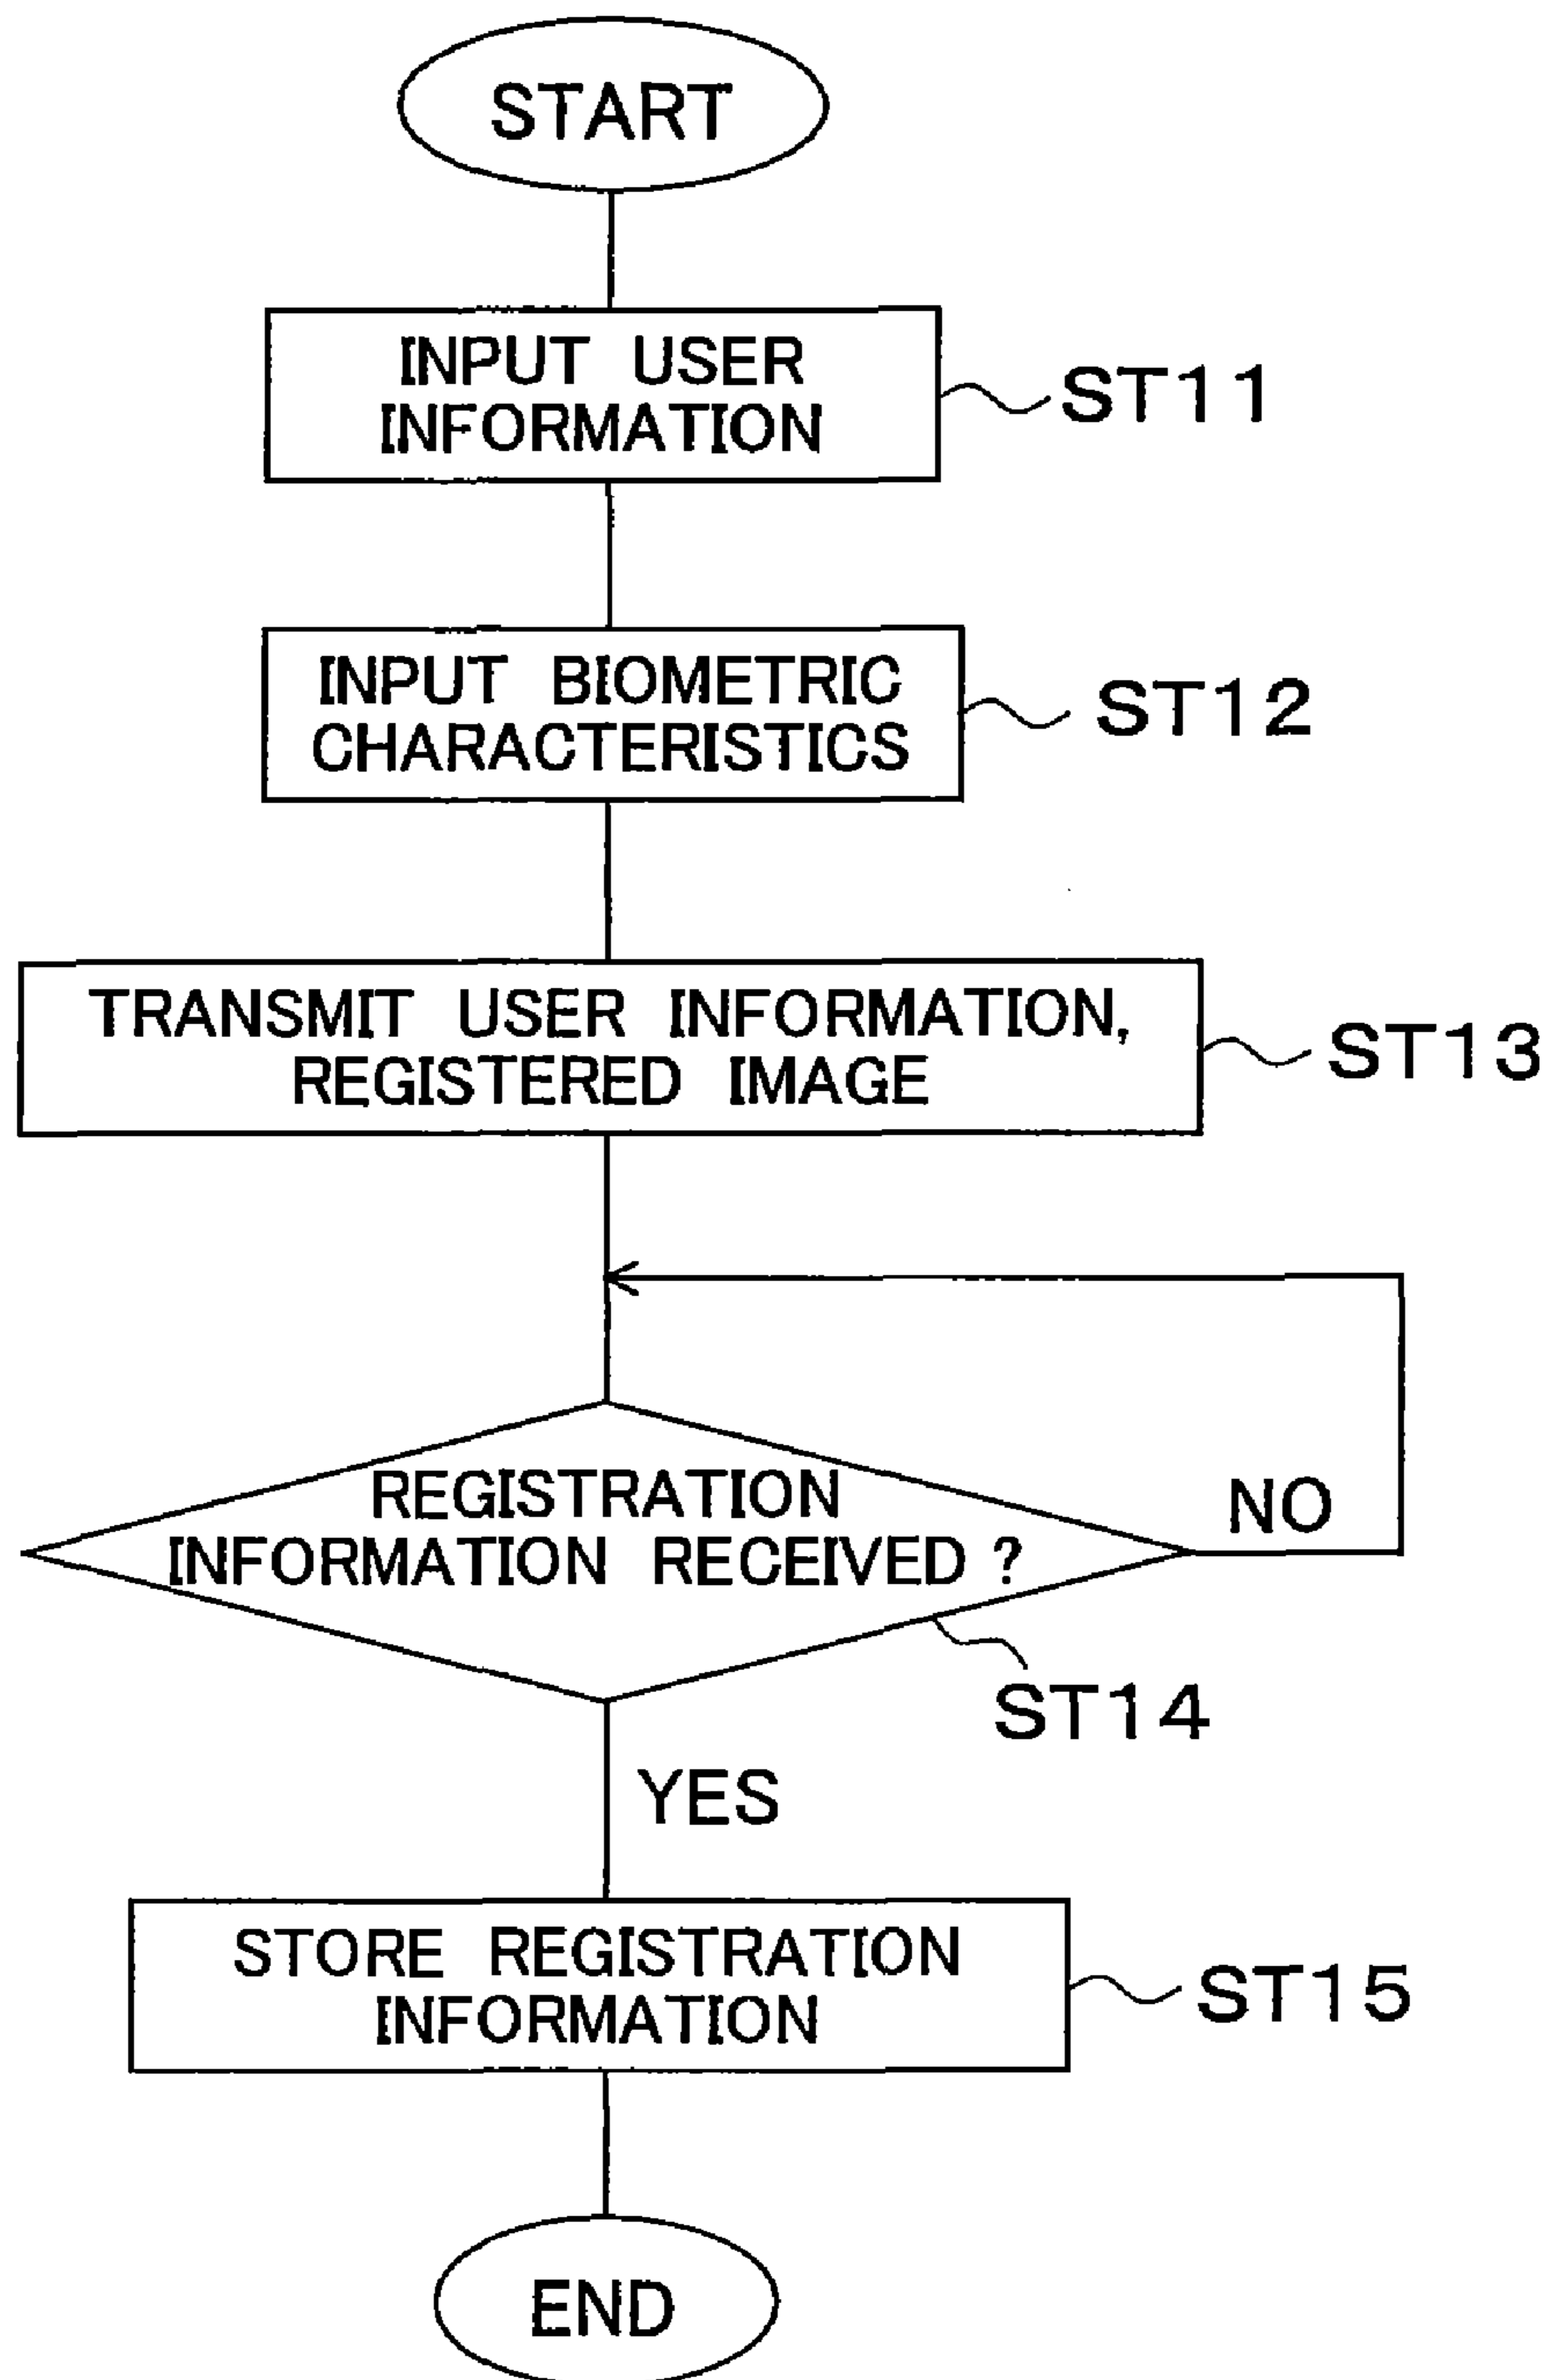 START
INPUT USER
INFORMATION
ST11
INPUT BIOMETRIC
CHARACTERISTICS
ST12
TRANSMIT USER INFORMATION,
REGISTERED IMAGE
ST13
REGISTRATION
INFORMATION RECEIVED ?
NO
ST14
YES
STORE REGISTRATION
INFORMATION
ST15
END